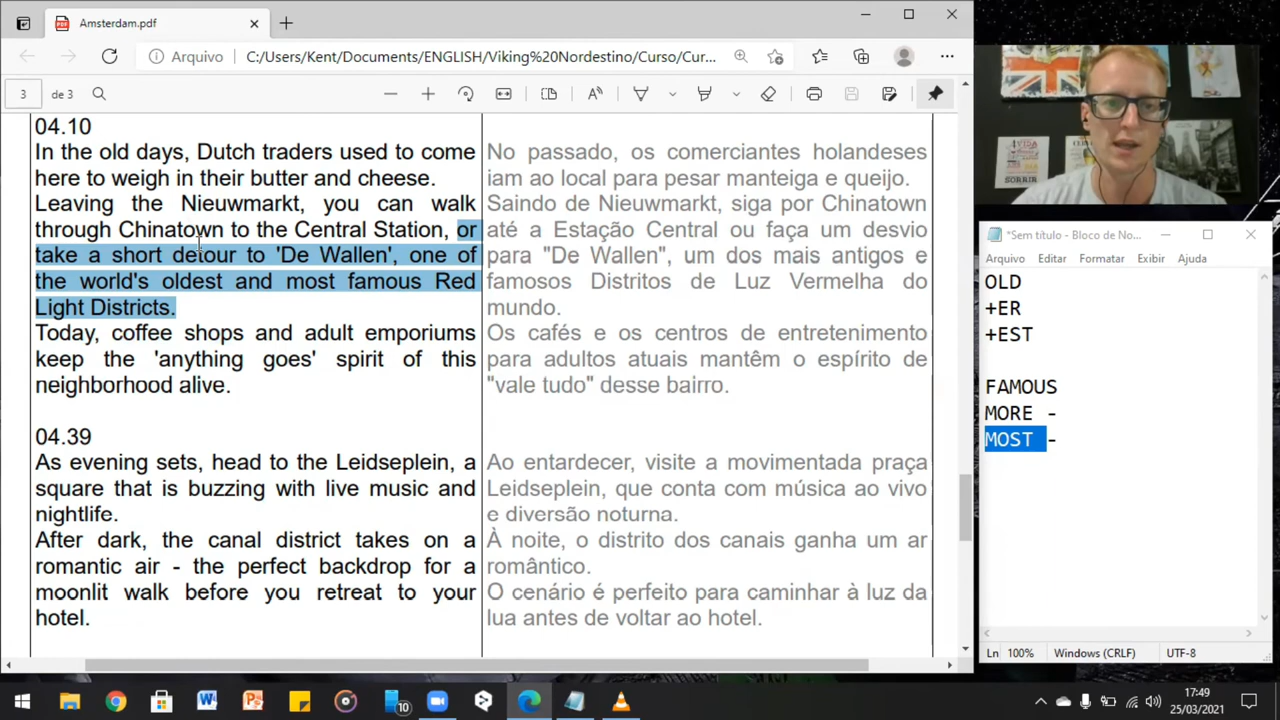 Amsterdam.pdf
Arquivo
C:/Users/Kent/Documents/ENGLISH/Viking%20Nordestino/Curso/Cur...
3
de 3
04.10
In the old days, Dutch traders used to come
here to weigh in their butter and cheese.
Leaving the Nieuwmarkt, you can walk
through Chinatown to the Central Station, or
take a short detour to 'De Wallen', one of
the world's oldest and most famous Red
Light Districts.
Today, coffee shops and adult emporiums
keep the 'anything goes' spirit of this
neighborhood alive.
04.39
As evening sets, head to the Leidseplein, a
square that is buzzing with live music and
nightlife.
After dark, the canal district takes on a
romantic air - the perfect backdrop for a
moonlit walk before you retreat to your
hotel.
No passado, os comerciantes holandeses
iam ao local para pesar manteiga e queijo.
Saindo de Nieuwmarkt, siga por Chinatown
até a Estação Central ou faça um desvio
para "De Wallen", um dos mais antigos e
famosos Distritos de Luz Vermelha do
mundo.
Os cafés e os centros de entretenimento
para adultos atuais mantêm o espírito de
"vale tudo" desse bairro.
Ao entardecer, visite a movimentada praça
Leidseplein, que conta com música ao vivo
e diversão noturna.
À noite, o distrito dos canais ganha um ar
romântico.
O cenário é perfeito para caminhar à luz da
lua antes de voltar ao hotel.
SORRIR
*Sem título - Bloco de No...
Arquivo Editar Formatar Exibir Ajuda
OLD
+ER
+EST
FAMOUS
MORE -
MOST -
Ln 100% Windows (CRLF) UTF-8
10
17:49
25/03/2021